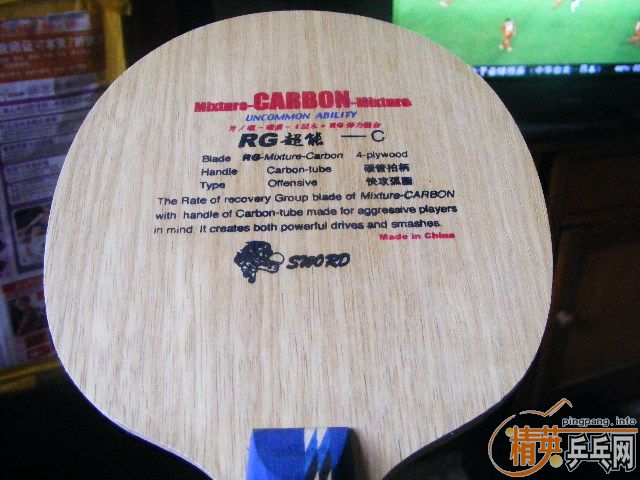 Mixture-CARBON-Mixture
UNCOMMON ABILITY
RG 超能 — C
Blade RG-Mixture-Carbon 4-plywood
Handle Carbon-tube 碳管拍柄
Type Offensive 快攻弧圈
The Rate of recovery Group blade of Mixture-CARBON
with handle of Carbon-tube made for aggressive players
in mind. It creates both powerful drives and smashes.
Made in China
SWORD
pingpang.info
精英乒乓网